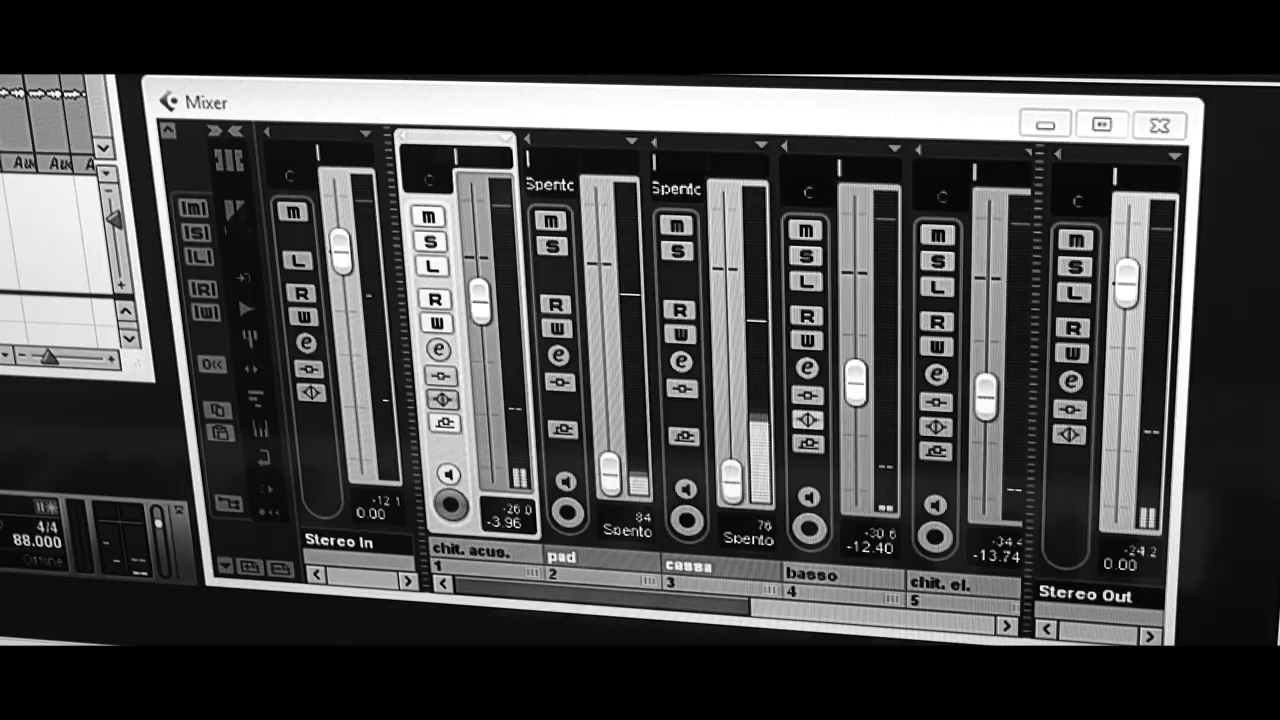 Mixer
C
C
Spento
Spento
C
C
C
m
m
m
m
m
m
m
S
S
S
S
S
S
L
L
L
L
L
R
R
R
R
R
R
R
W
W
W
W
W
W
W
e
e
e
e
e
e
e
[m]
[S]
[L]
[R]
[W]
4/4
88.000
Offline
-12.1
0.00
-26.0
-3.96
84
Spento
76
Spento
-30.6
-12.40
-34.4
-13.74
-24.2
0.00
Stereo In
chit. acus.
pad
cassa
basso
chit. el.
Stereo Out
1
2
3
4
5